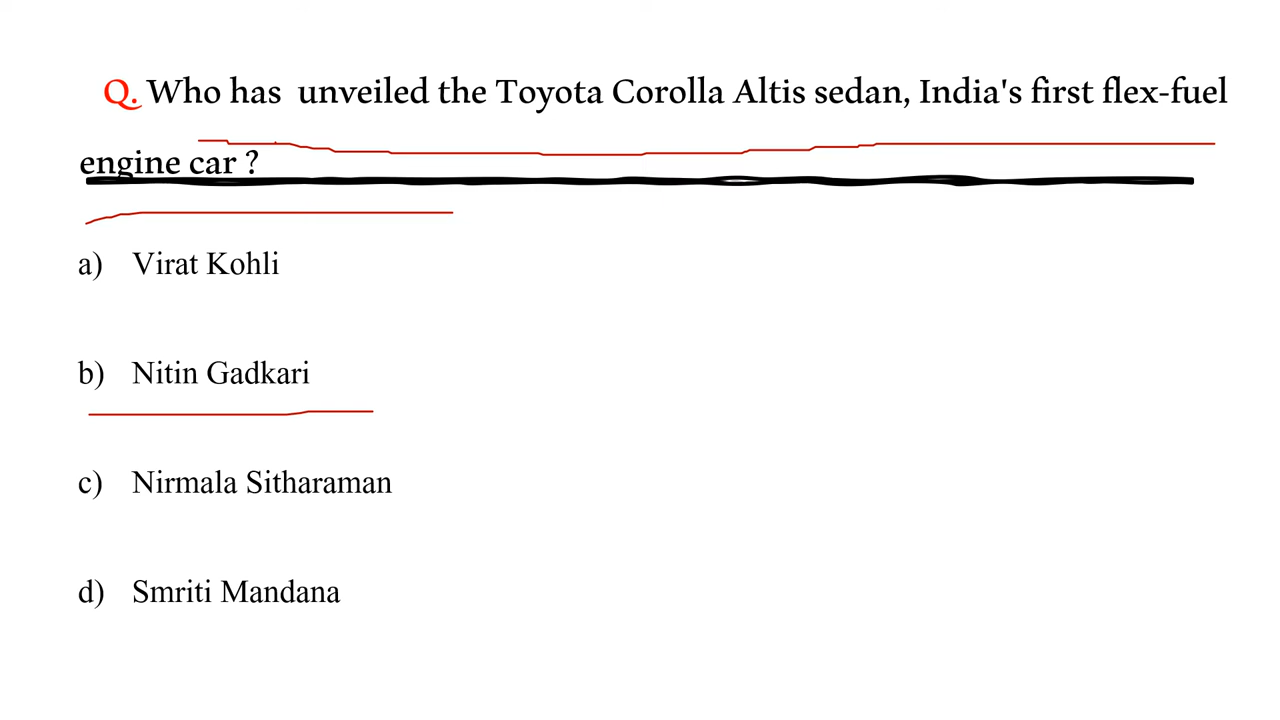 Q. Who has unveiled the Toyota Corolla Altis sedan, India's first flex-fuel
engine car ?
a) Virat Kohli
b) Nitin Gadkari
c) Nirmala Sitharaman
d) Smriti Mandana